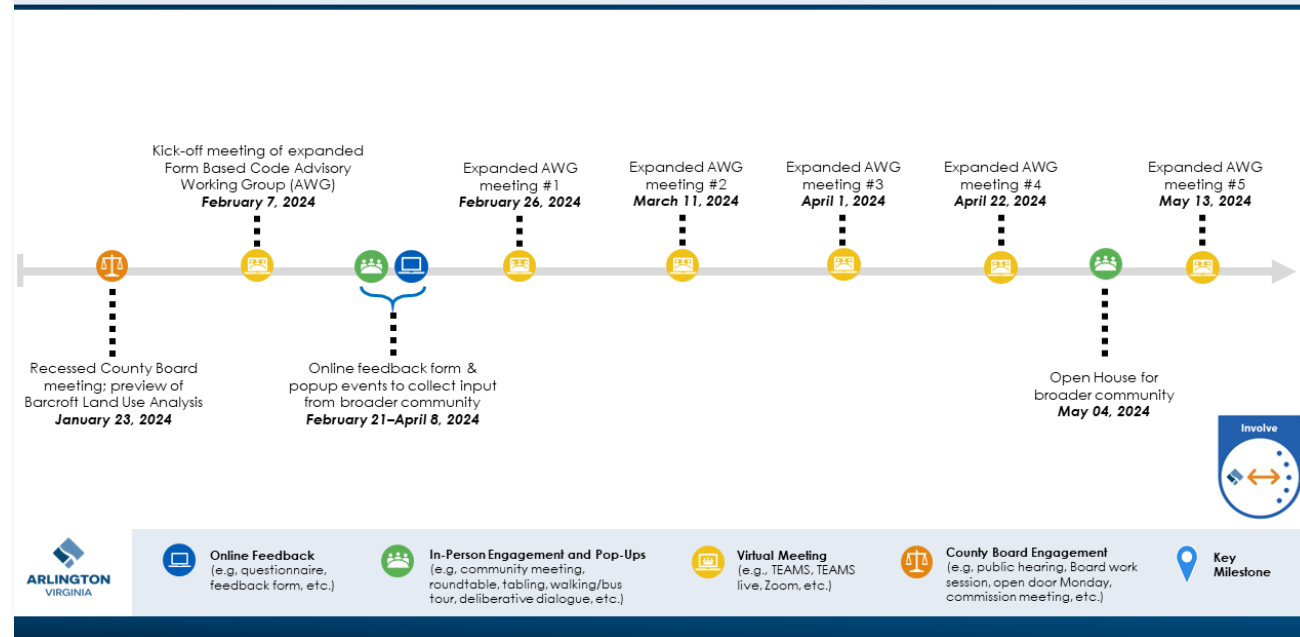 Kick-off meeting of expanded
Form Based Code Advisory
Working Group (AWG)
February 7, 2024
Expanded AWG
meeting #1
February 26, 2024
Expanded AWG
meeting #2
March 11, 2024
Expanded AWG
meeting #3
April 1, 2024
Expanded AWG
meeting #4
April 22, 2024
Expanded AWG
meeting #5
May 13, 2024
Recessed County Board
meeting; preview of
Barcroft Land Use Analysis
January 23, 2024
Online feedback form &
popup events to collect input
from broader community
February 21–April 8, 2024
Open House for
broader community
May 04, 2024
Involve
ARLINGTON
VIRGINIA
Online Feedback
(e.g, questionnaire,
feedback form, etc.)
In-Person Engagement and Pop-Ups
(e.g, community meeting,
roundtable, tabling, walking/bus
tour, deliberative dialogue, etc.)
Virtual Meeting
(e.g., TEAMS, TEAMS
live, Zoom, etc.)
County Board Engagement
(e.g, public hearing, Board work
session, open door Monday,
commission meeting, etc.)
Key
Milestone